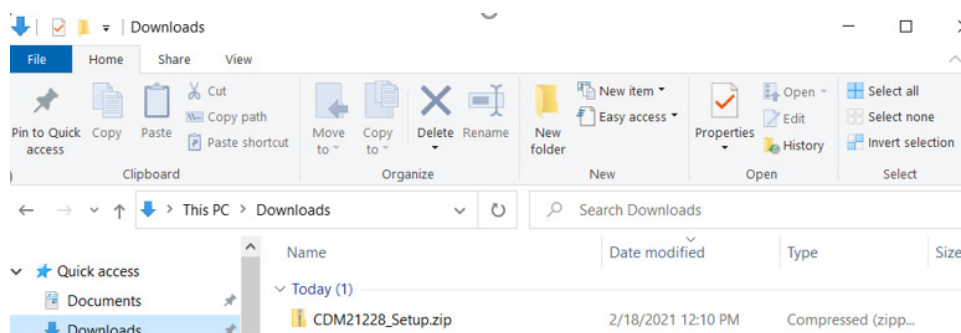 Downloads
File Home Share View
Pin to Quick access
Copy
Paste
Cut
Copy path
Paste shortcut
Move to
Copy to
Delete
Rename
New folder
New item
Easy access
Properties
Open
Edit
History
Select all
Select none
Invert selection
Clipboard Organize New Open Select
This PC > Downloads
Search Downloads
Name Date modified Type Size
Quick access
Today (1)
Documents
CDM21228_Setup.zip 2/18/2021 12:10 PM Compressed (zipp...
Downloads